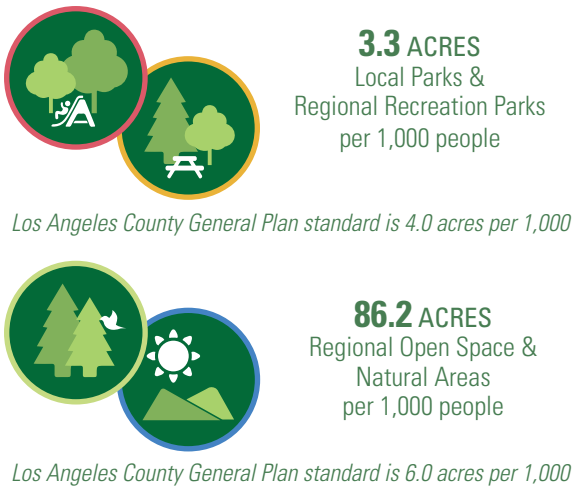 3.3 ACRES
Local Parks &
Regional Recreation Parks
per 1,000 people
Los Angeles County General Plan standard is 4.0 acres per 1,000
86.2 ACRES
Regional Open Space &
Natural Areas
per 1,000 people
Los Angeles County General Plan standard is 6.0 acres per 1,000